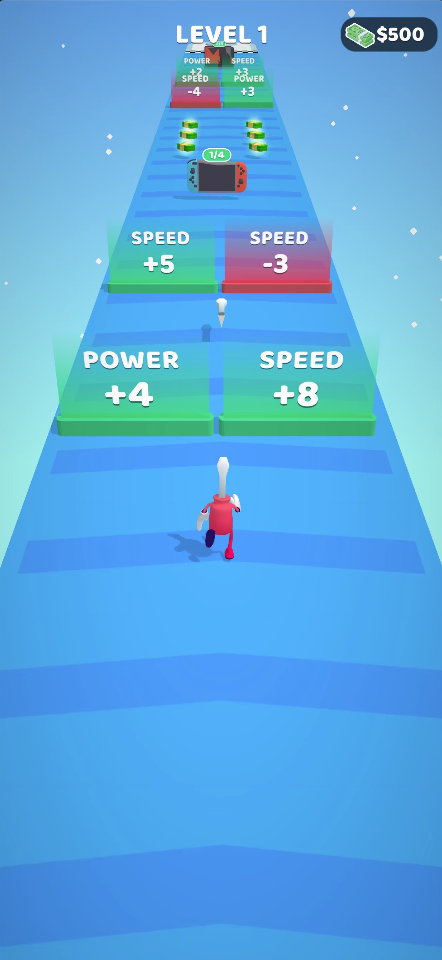 LEVEL 1
$500
POWER
+2
SPEED
+3
SPEED
-4
POWER
+3
1/4
SPEED
+5
SPEED
-3
POWER
+4
SPEED
+8